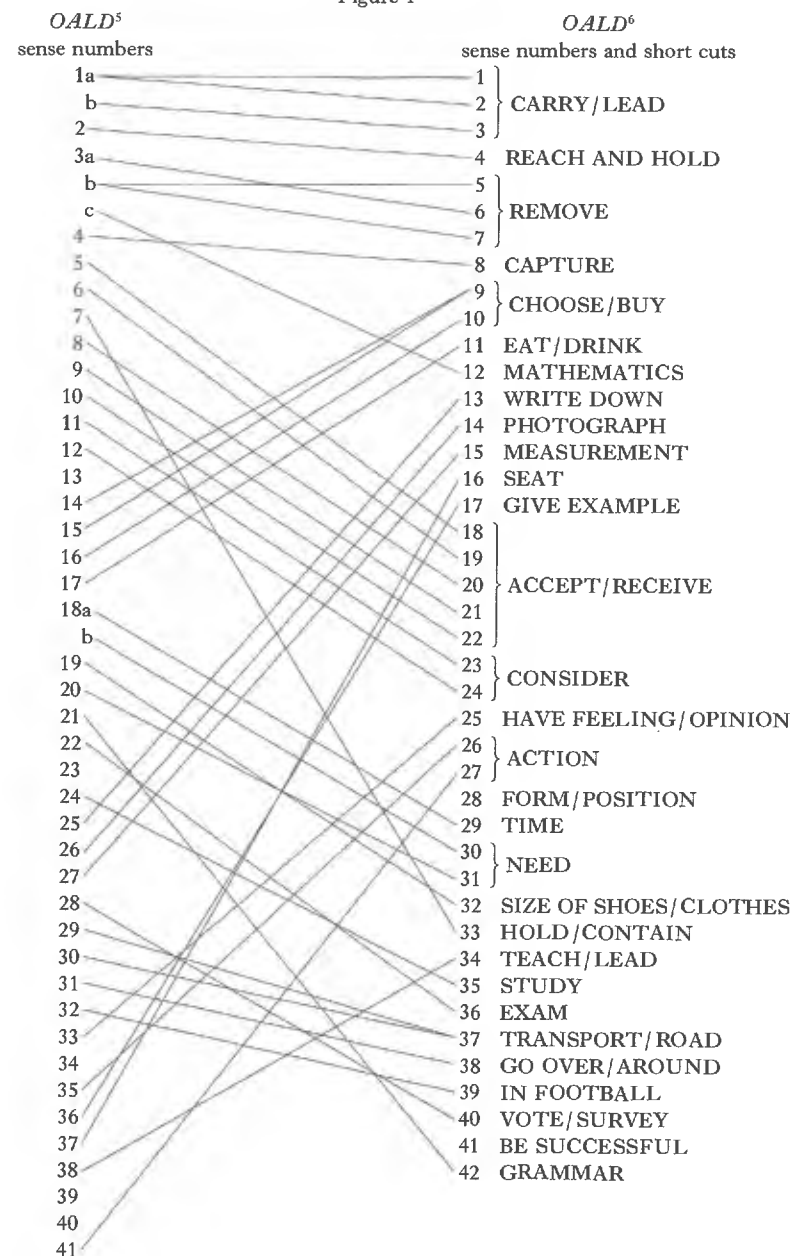 Figure 1
OALD⁵
sense numbers
1a
b
2
3a
b
c
4
5
6
7
8
9
10
11
12
13
14
15
16
17
18a
b
19
20
21
22
23
24
25
26
27
28
29
30
31
32
33
34
35
36
37
38
39
40
41
OALD⁶
sense numbers and short cuts
1
2 CARRY/LEAD
3
4 REACH AND HOLD
5
6 REMOVE
7
8 CAPTURE
9
CHOOSE/BUY
10
11 EAT/DRINK
12 MATHEMATICS
13 WRITE DOWN
14 PHOTOGRAPH
15 MEASUREMENT
16 SEAT
17 GIVE EXAMPLE
18
19
20 ACCEPT/RECEIVE
21
22
23
CONSIDER
24
25 HAVE FEELING/OPINION
26
ACTION
27
28 FORM/POSITION
29 TIME
30
NEED
31
32 SIZE OF SHOES/CLOTHES
33 HOLD/CONTAIN
34 TEACH/LEAD
35 STUDY
36 EXAM
37 TRANSPORT/ROAD
38 GO OVER/AROUND
39 IN FOOTBALL
40 VOTE/SURVEY
41 BE SUCCESSFUL
42 GRAMMAR